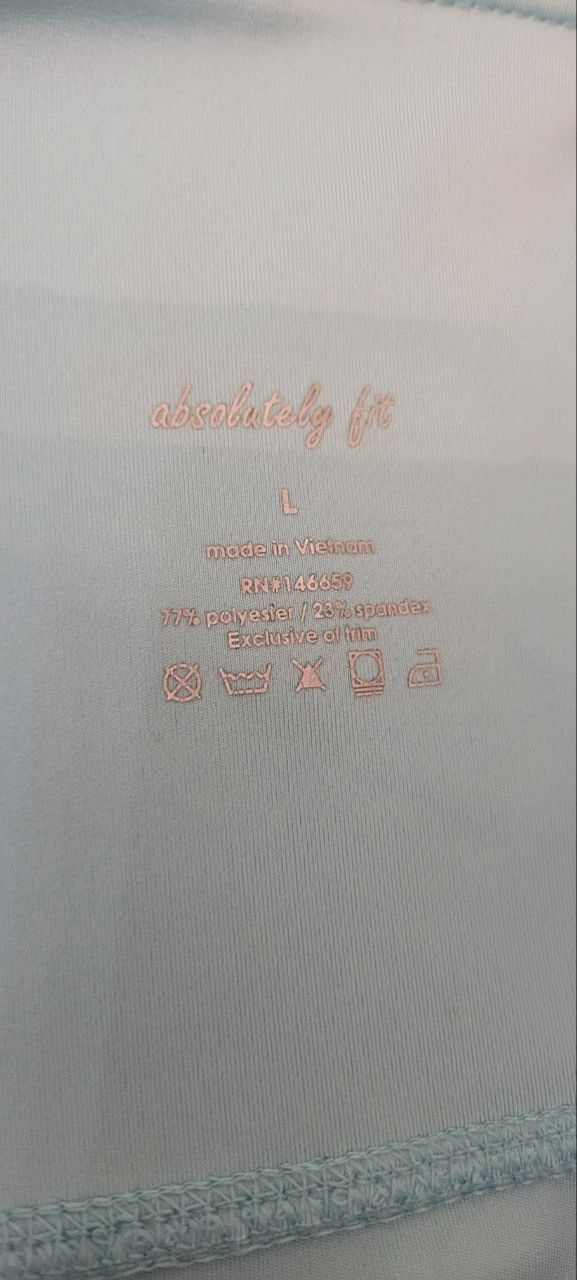 absolutely fit
L
made in Vietnam
RN#146659
77% polyester / 23% spandex
Exclusive of trim